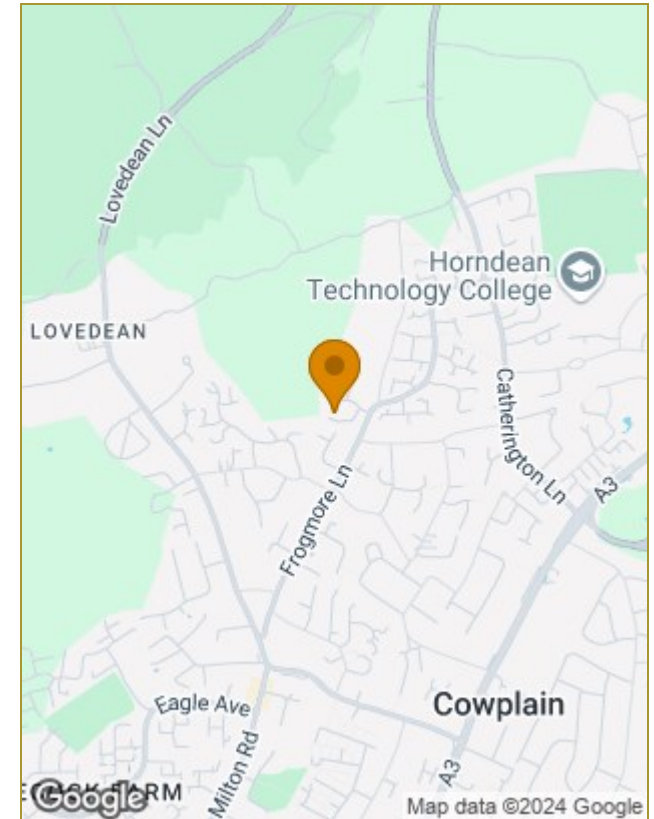 Lovedean Ln
Horndean
Technology College
LOVEDEAN
Catherington Ln
A3
Frogmore Ln
Eagle Ave
Cowplain
Milton Rd
A3
FARM
Google
Map data ©2024 Google